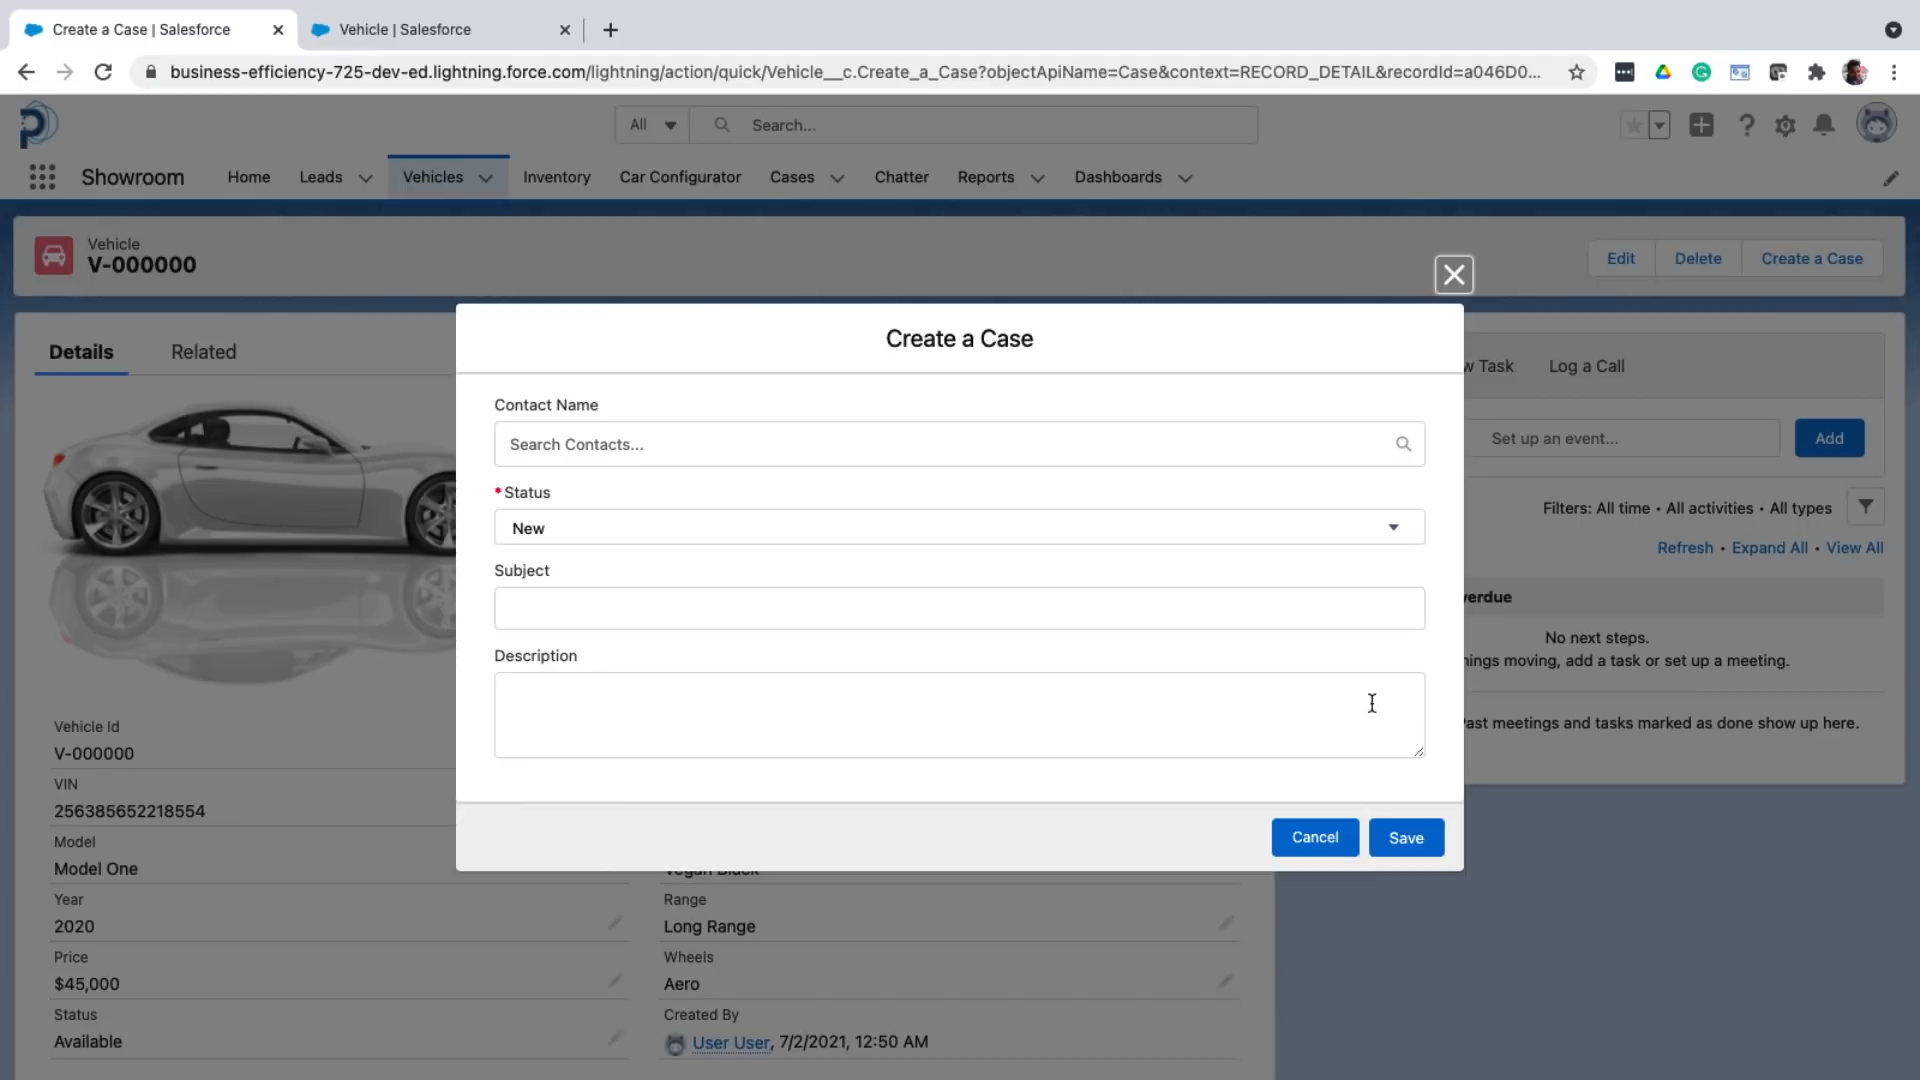 Create a Case | Salesforce
Vehicle | Salesforce
business-efficiency-725-dev-ed.lightning.force.com/lightning/action/quick/Vehicle__c.Create_a_Case?objectApiName=Case&context=RECORD_DETAIL&recordId=a046D0...
All
Search...
Showroom Home Leads Vehicles Inventory Car Configurator Cases Chatter Reports Dashboards
Vehicle
V-000000
Edit Delete Create a Case
Create a Case
Details Related
Task Log a Call
Contact Name
Search Contacts...
Set up an event... Add
Status
New
Filters: All time • All activities • All types
Refresh • Expand All • View All
Subject
No next steps.
moving, add a task or set up a meeting.
Description
meetings and tasks marked as done show up here.
Cancel Save
Vehicle Id
V-000000
VIN
256385652218554
Model
Model One
Year
2020
Price
$45,000
Status
Available
Range
Long Range
Wheels
Aero
Created By
User User, 7/2/2021, 12:50 AM